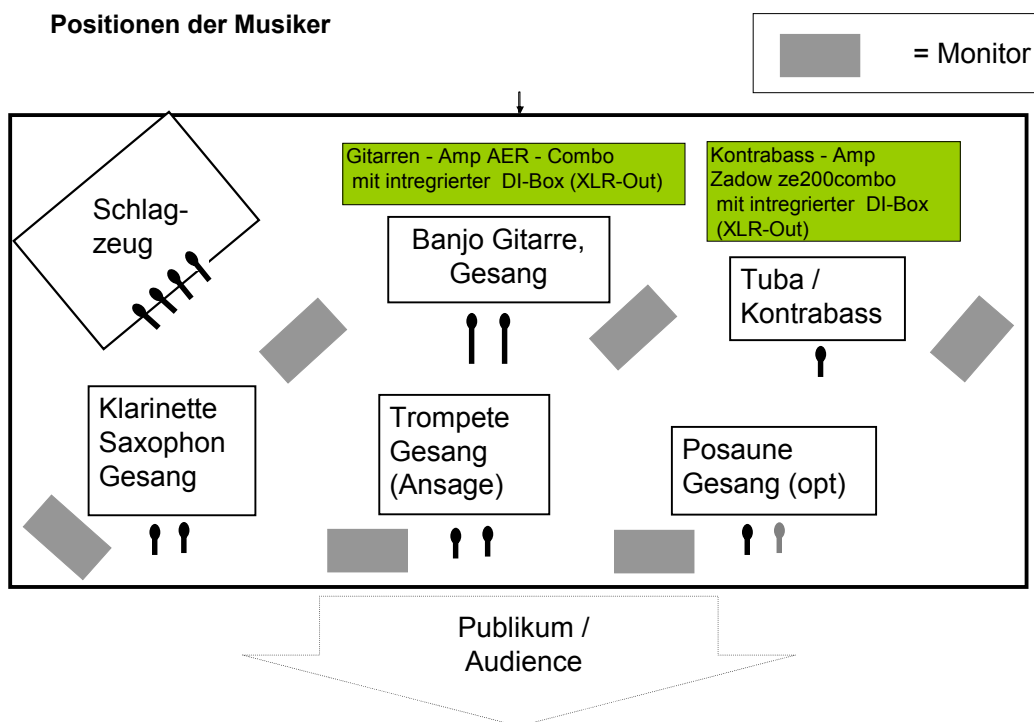 Positionen der Musiker
= Monitor
Gitarren - Amp AER - Combo
mit intregrierter DI-Box (XLR-Out)
Kontrabass - Amp
Zadow ze200combo
mit intregrierter DI-Box
(XLR-Out)
Schlag-
zeug
Banjo Gitarre,
Gesang
Tuba /
Kontrabass
Klarinette
Saxophon
Gesang
Trompete
Gesang
(Ansage)
Posaune
Gesang (opt)
Publikum /
Audience